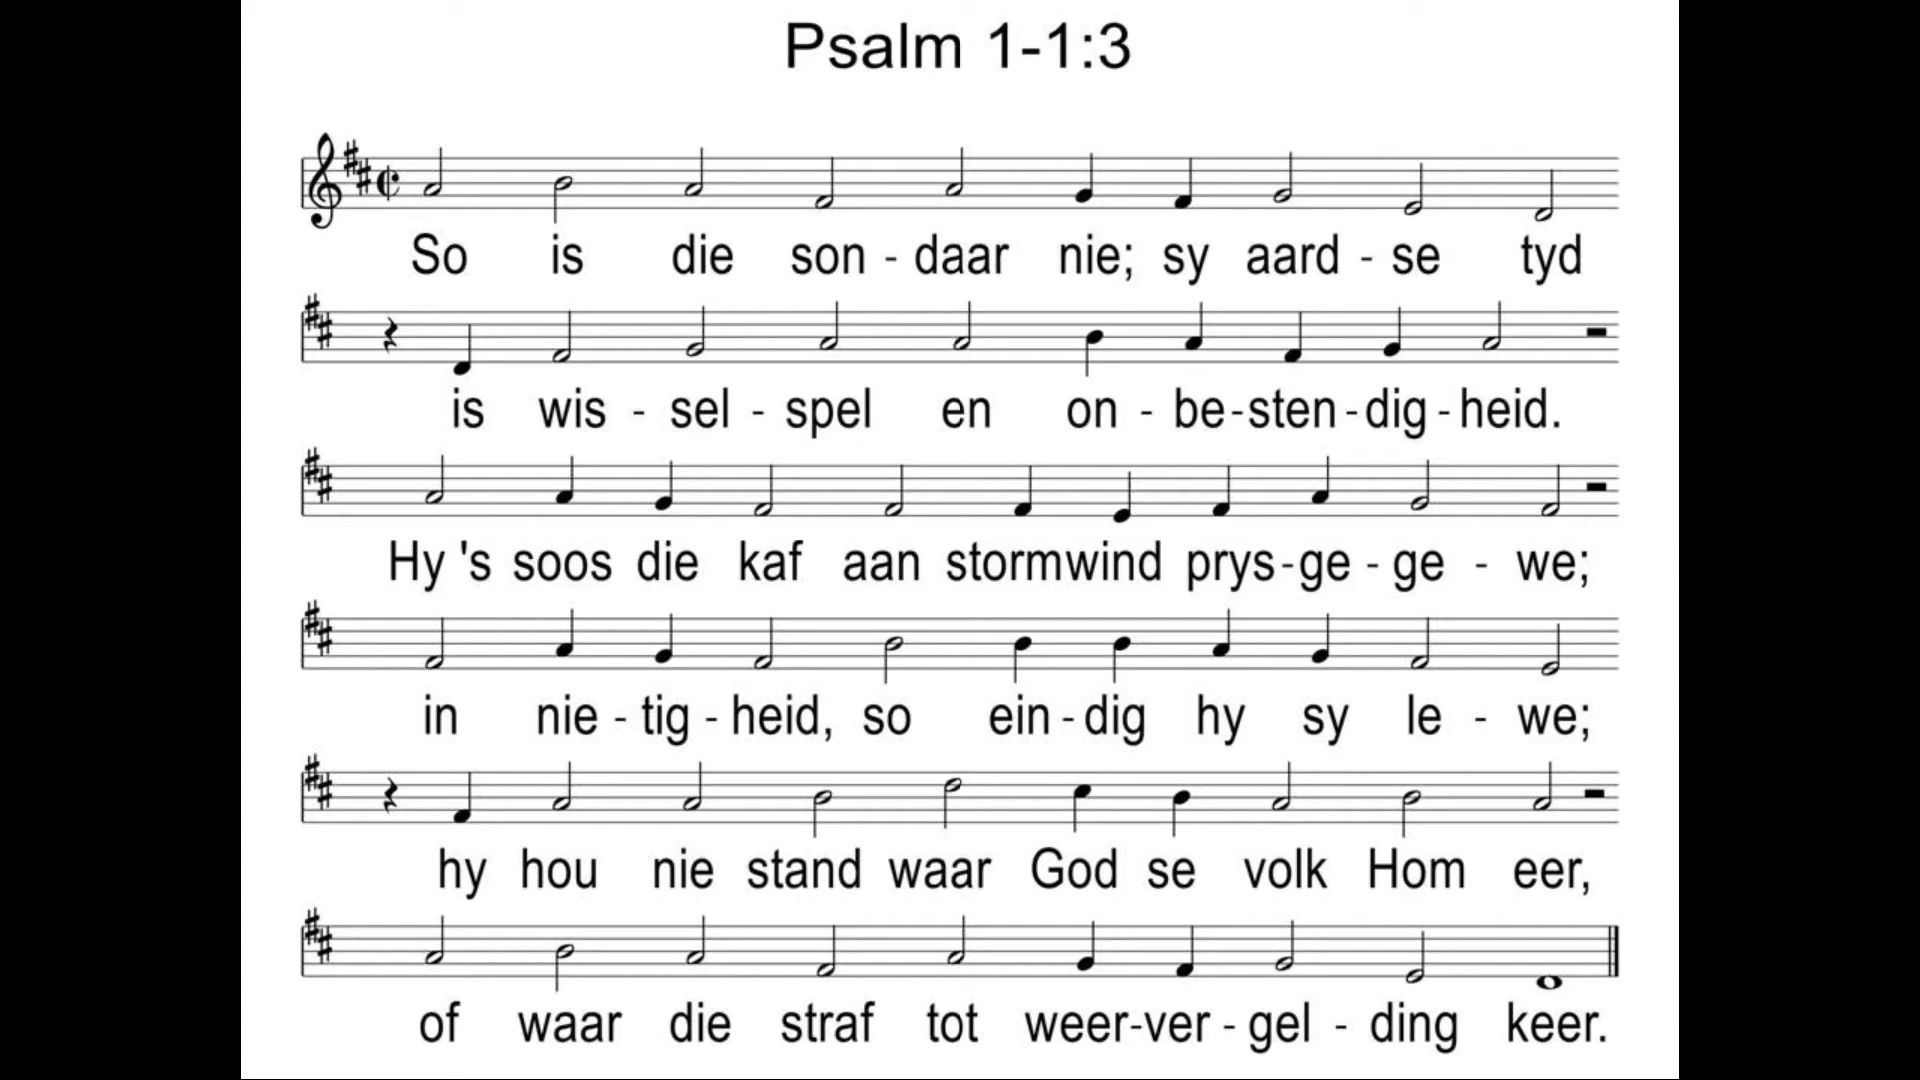 Psalm 1-1:3
So is die son - daar nie; sy aard - se tyd
is wis - sel - spel en on - be - sten - dig - heid.
Hy 's soos die kaf aan stormwind prys - ge - ge - we;
in nie - tig - heid, so ein - dig hy sy le - we;
hy hou nie stand waar God se volk Hom eer,
of waar die straf tot weer - ver - gel - ding keer.